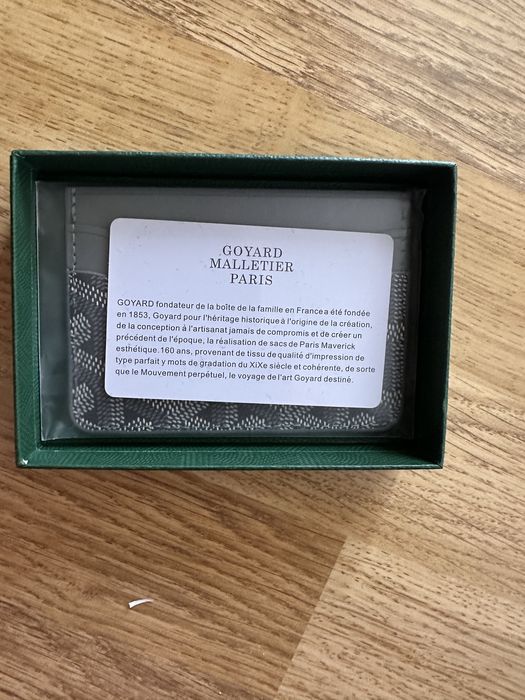 GOYARD
MALLETIER
PARIS
GOYARD fondateur de la boîte de la famille en Francea été fondée
en 1853, Goyard pour l'héritage historique à l'origine de la création,
de la conception à l'artisanat jamais de compromis et de créer un
précédent de l'époque, la réalisation de sacs de Paris Maverick
esthétique.160 ans, provenant de tissu de qualité d'impression de
type parfait y mots de gradation du XiXe siècle et cohérente, de sorte
que le Mouvement perpétuel, le voyage de l'art Goyard destiné.